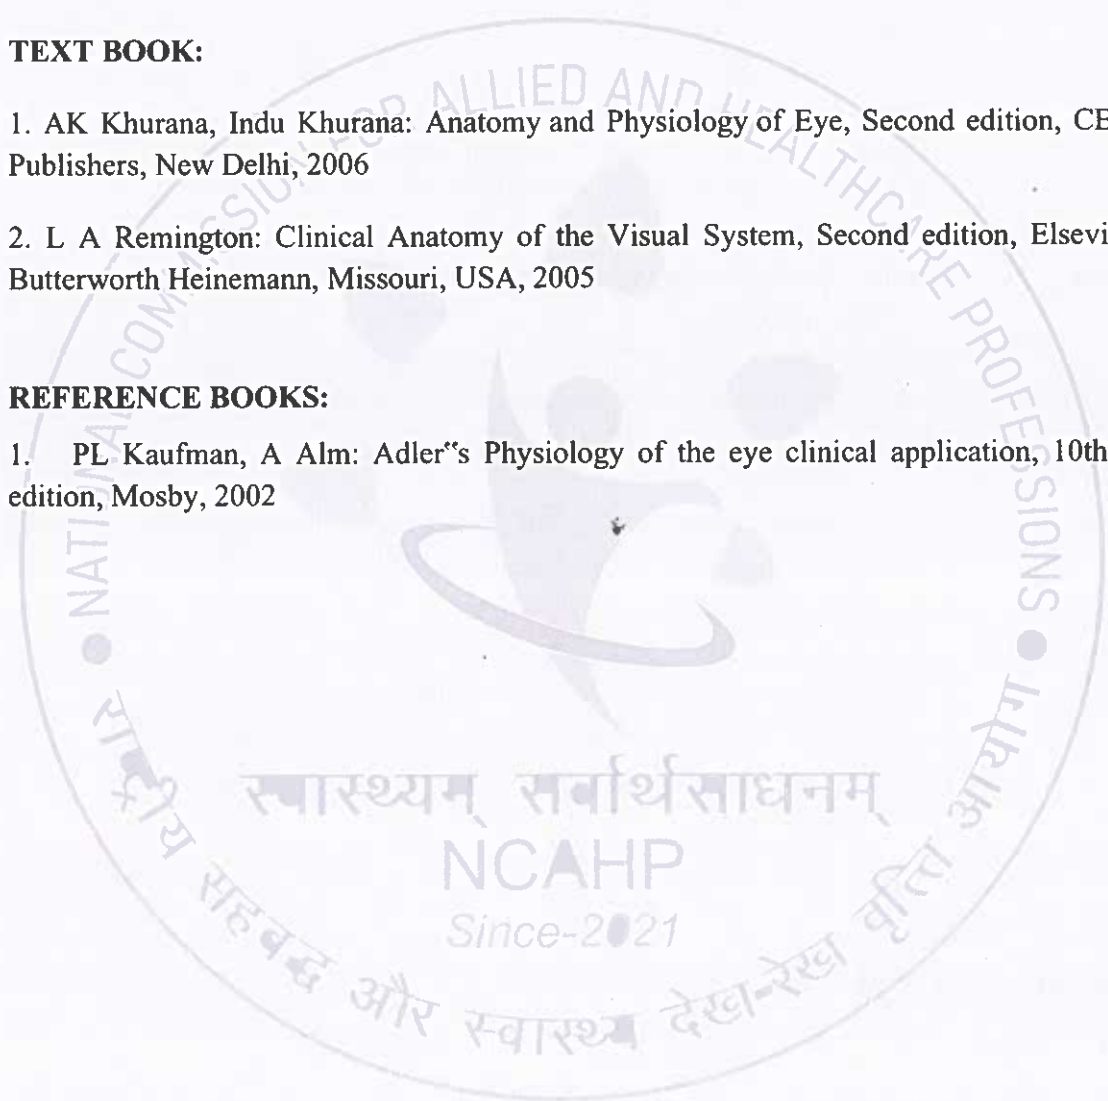 TEXT BOOK:
1. AK Khurana, Indu Khurana: Anatomy and Physiology of Eye, Second edition, CB
Publishers, New Delhi, 2006
2. L A Remington: Clinical Anatomy of the Visual System, Second edition, Elsevi
Butterworth Heinemann, Missouri, USA, 2005
REFERENCE BOOKS:
1. PL Kaufman, A Alm: Adler“s Physiology of the eye clinical application, 10th
edition, Mosby, 2002
NATIONAL COMMISSION FOR ALLIED AND HEALTHCARE PROFESSIONS
स्वास्थ्यम् सर्वार्थसाधनम्
NCAHP
Since-2021
राष्ट्रीय सहबद्ध और स्वास्थ्य देख-रेख वृत्ति आयोग